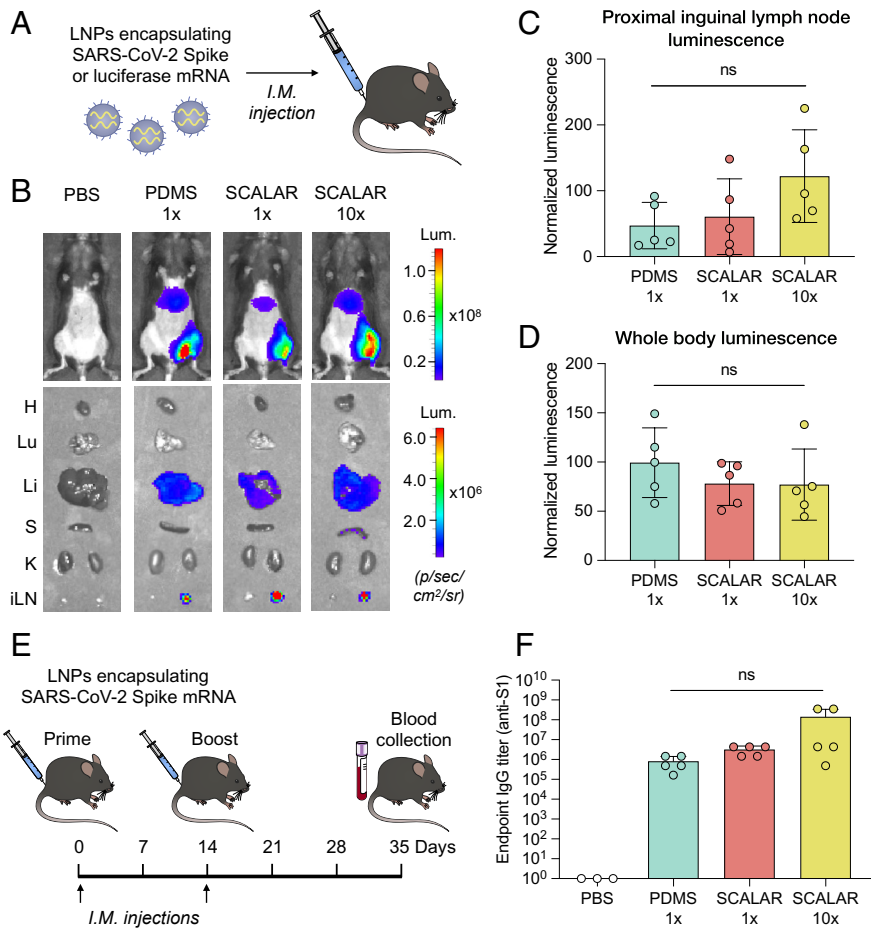 A
LNPs encapsulating
SARS-CoV-2 Spike
or luciferase mRNA
I.M.
injection
B
PBS
PDMS
1x
SCALAR
1x
SCALAR
10x
Lum.
1.0
0.6
0.2
x10⁸
H
Lu
Li
S
K
iLN
Lum.
6.0
4.0
2.0
x10⁶
(p/sec/
cm²/sr)
C
Proximal inguinal lymph node
luminescence
Normalized luminescence
300
200
100
0
ns
PDMS
1x
SCALAR
1x
SCALAR
10x
D
Whole body luminescence
Normalized luminescence
200
150
100
50
0
ns
PDMS
1x
SCALAR
1x
SCALAR
10x
E
LNPs encapsulating
SARS-CoV-2 Spike mRNA
Prime
Boost
Blood
collection
0 7 14 21 28 35 Days
I.M. injections
F
Endpoint IgG titer (anti-S1)
10¹⁰
10⁹
10⁸
10⁷
10⁶
10⁵
10⁴
10³
10²
10¹
10⁰
ns
PBS
PDMS
1x
SCALAR
1x
SCALAR
10x